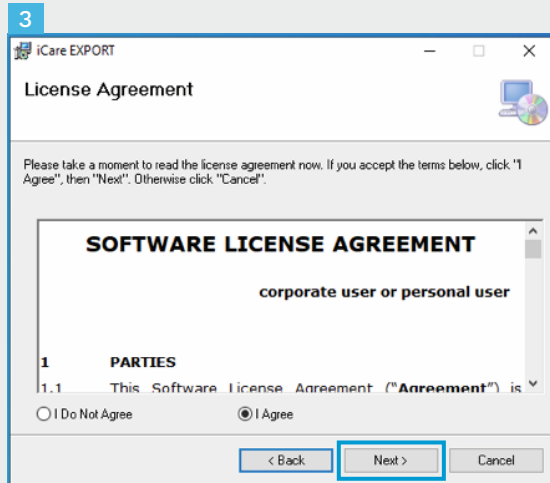 3
iCare EXPORT
License Agreement
Please take a moment to read the license agreement now. If you accept the terms below, click "I
Agree", then "Next". Otherwise click "Cancel".
SOFTWARE LICENSE AGREEMENT
corporate user or personal user
1 PARTIES
1.1 This Software License Agreement ("Agreement") is
I Do Not Agree I Agree
< Back Next > Cancel